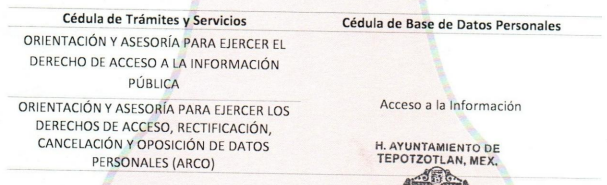 Cédula de Trámites y Servicios
Cédula de Base de Datos Personales
ORIENTACIÓN Y ASESORÍA PARA EJERCER EL
DERECHO DE ACCESO A LA INFORMACIÓN
PÚBLICA
ORIENTACIÓN Y ASESORÍA PARA EJERCER LOS
DERECHOS DE ACCESO, RECTIFICACIÓN,
CANCELACIÓN Y OPOSICIÓN DE DATOS
PERSONALES (ARCO)
Acceso a la Información
H. AYUNTAMIENTO DE
TEPOTZOTLAN, MEX.